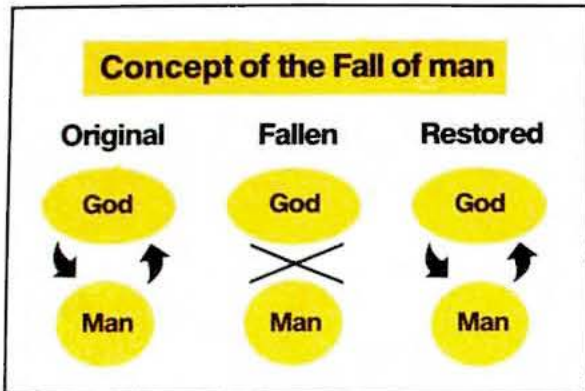 Concept of the Fall of man
Original Fallen Restored
God God God
Man Man Man